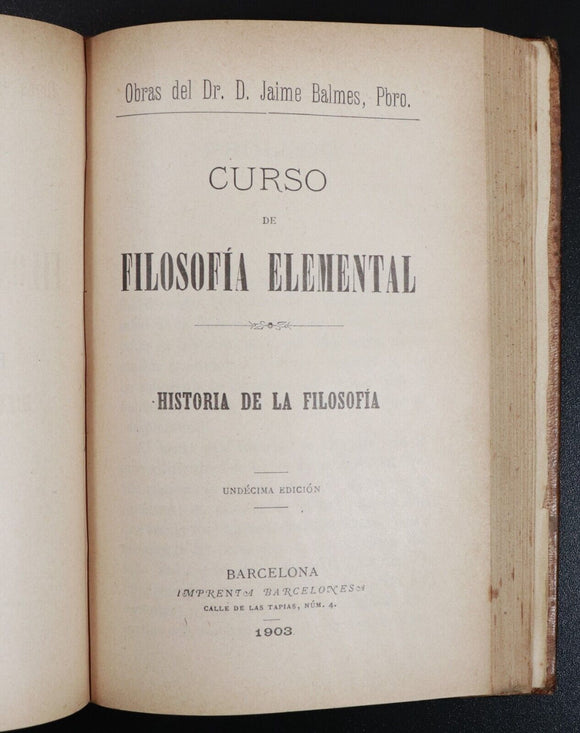 Obras del Dr. D. Jaime Balmes, Pbro.
CURSO
DE
FILOSOFÍA ELEMENTAL
HISTORIA DE LA FILOSOFÍA
UNDÉCIMA EDICIÓN
BARCELONA
IMPRENTA BARCELONESA
CALLE DE LAS TAPIAS, NÚM. 4.
1903